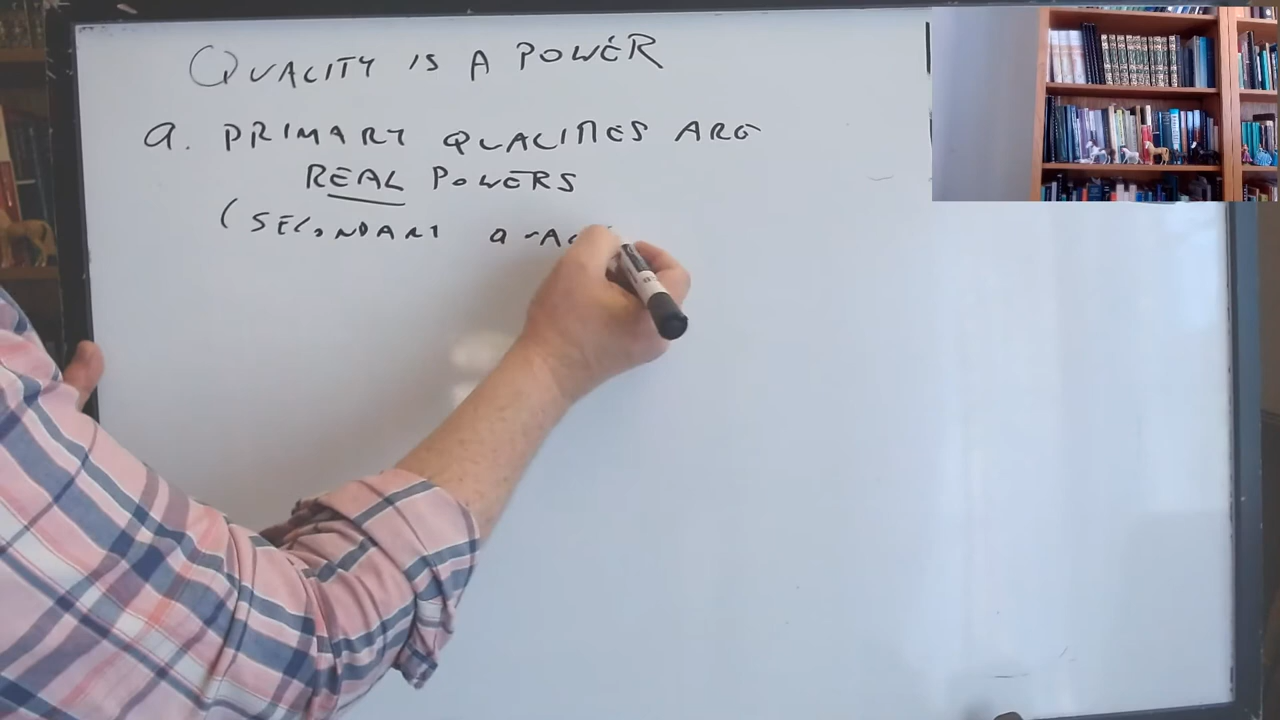 QUALITY IS A POWER
a. PRIMARY QUALITIES ARE
REAL POWERS
(SECONDARY